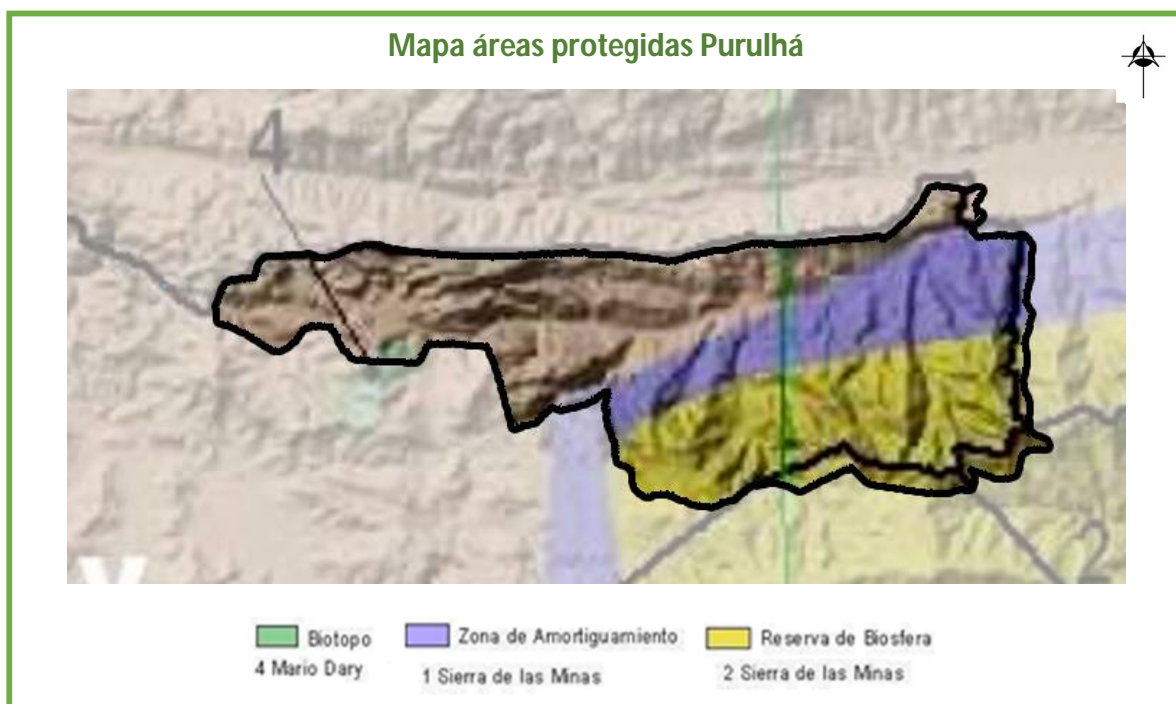 Mapa áreas protegidas Purulhá
4
2
Biotopo
4 Mario Dary
Zona de Amortiguamiento
1 Sierra de las Minas
Reserva de Biosfera
2 Sierra de las Minas